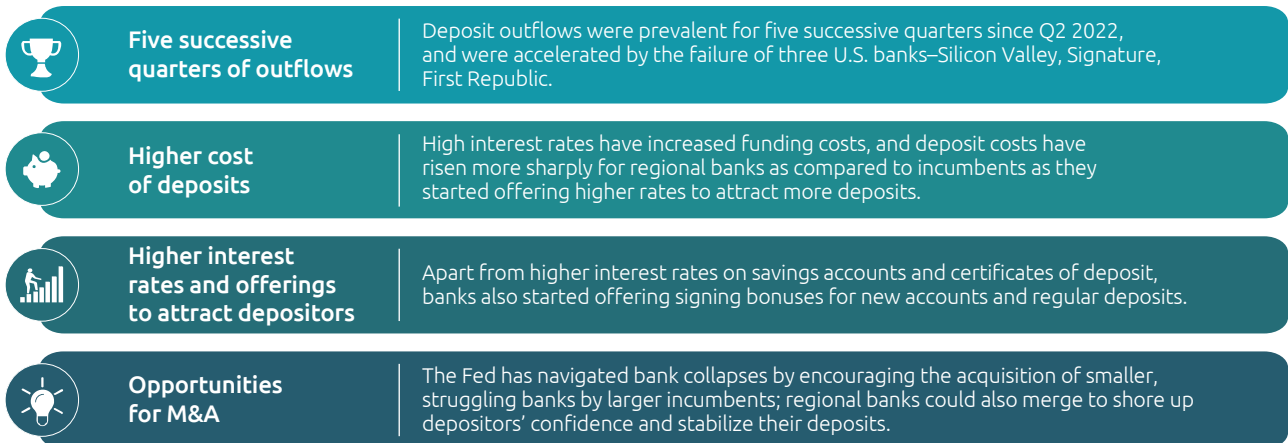 Five successive
quarters of outflows
Deposit outflows were prevalent for five successive quarters since Q2 2022,
and were accelerated by the failure of three U.S. banks–Silicon Valley, Signature,
First Republic.
Higher cost
of deposits
High interest rates have increased funding costs, and deposit costs have
risen more sharply for regional banks as compared to incumbents as they
started offering higher rates to attract more deposits.
Higher interest
rates and offerings
to attract depositors
Apart from higher interest rates on savings accounts and certificates of deposit,
banks also started offering signing bonuses for new accounts and regular deposits.
Opportunities
for M&A
The Fed has navigated bank collapses by encouraging the acquisition of smaller,
struggling banks by larger incumbents; regional banks could also merge to shore up
depositors’ confidence and stabilize their deposits.